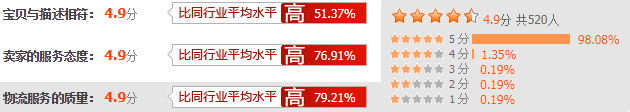 宝贝与描述相符： 4.9分 比同行业平均水平 高 51.37%
卖家的服务态度： 4.9分 比同行业平均水平 高 76.91%
物流服务的质量： 4.9分 比同行业平均水平 高 79.21%
4.9分 共520人
5分 98.08%
4分 1.35%
3分 0.19%
2分 0.19%
1分 0.19%